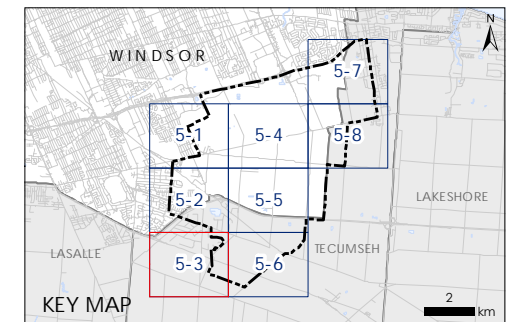 N
WINDSOR
5-7
5-1
5-4
5-8
5-2
5-5
LAKESHORE
LASALLE
5-3
5-6
TECUMSEH
KEY MAP
2
km